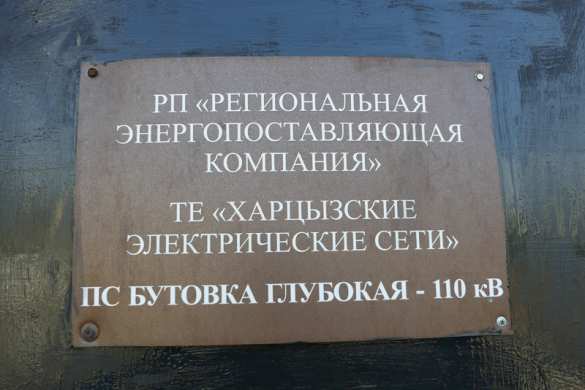 РП «РЕГИОНАЛЬНАЯ
ЭНЕРГОПОСТАВЛЯЮЩАЯ
КОМПАНИЯ»
ТЕ «ХАРЦЫЗСКИЕ
ЭЛЕКТРИЧЕСКИЕ СЕТИ»
ПС БУТОВКА ГЛУБОКАЯ - 110 кВ